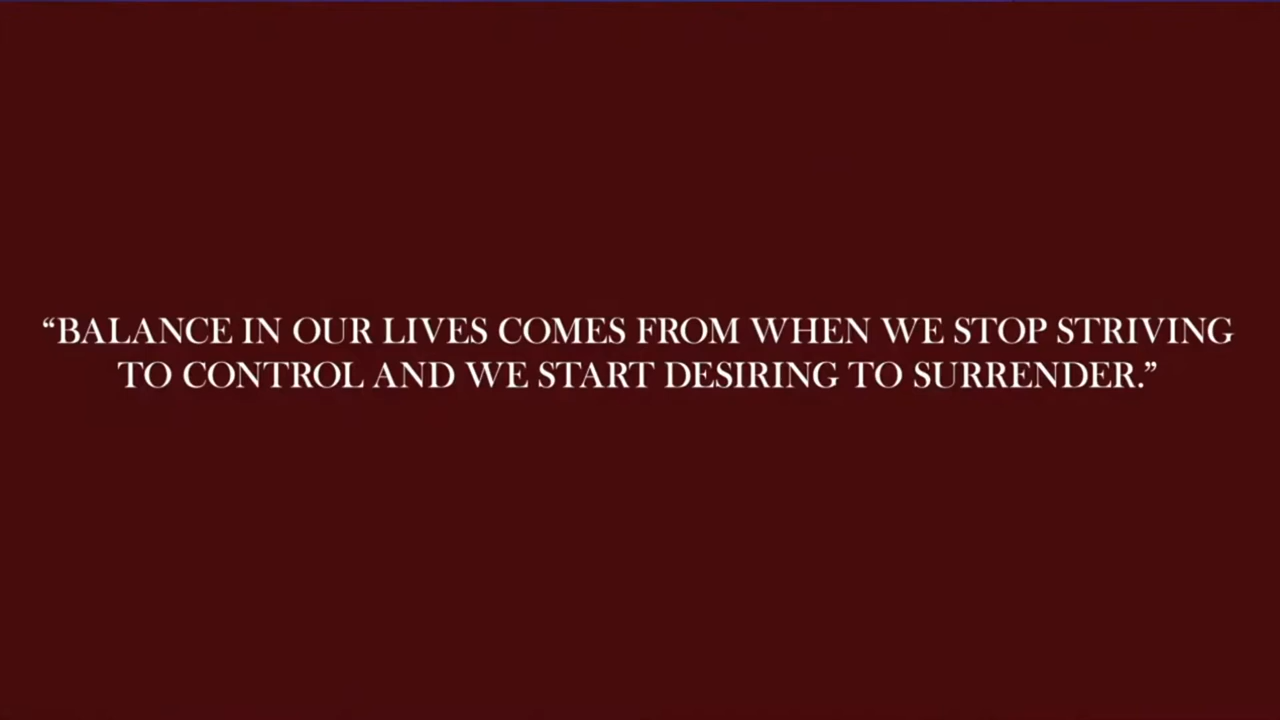 “BALANCE IN OUR LIVES COMES FROM WHEN WE STOP STRIVING
TO CONTROL AND WE START DESIRING TO SURRENDER.”